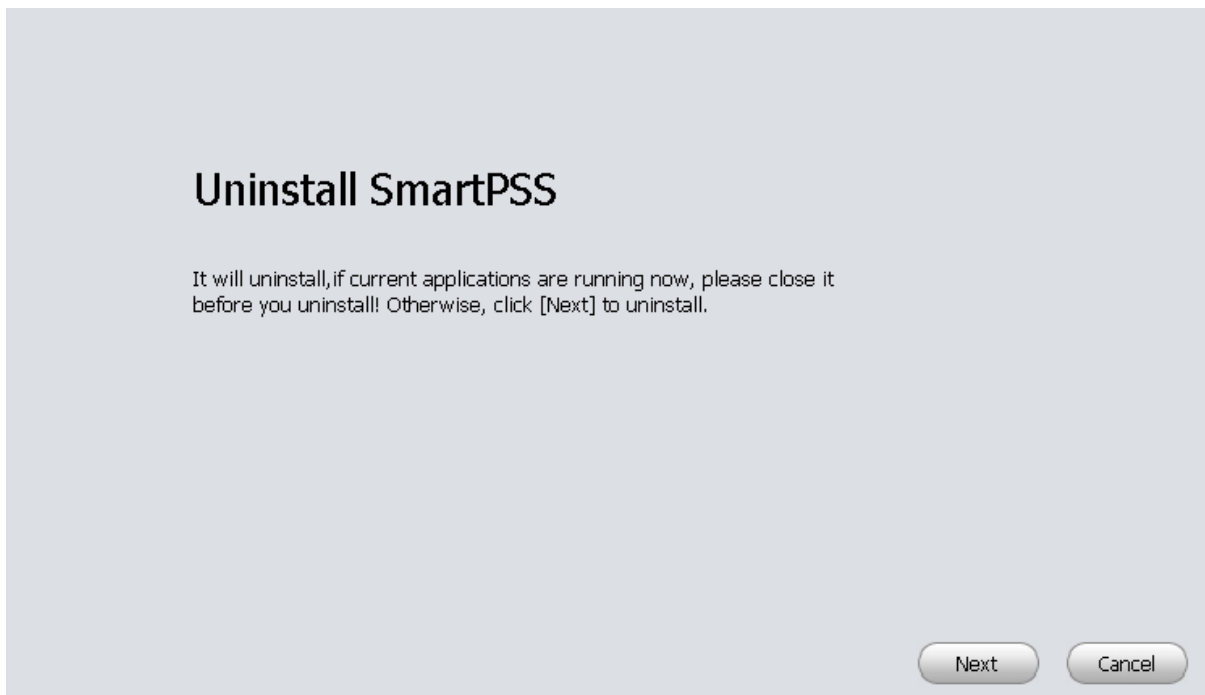 Uninstall SmartPSS
It will uninstall,if current applications are running now, please close it
before you uninstall! Otherwise, click [Next] to uninstall.
Next
Cancel